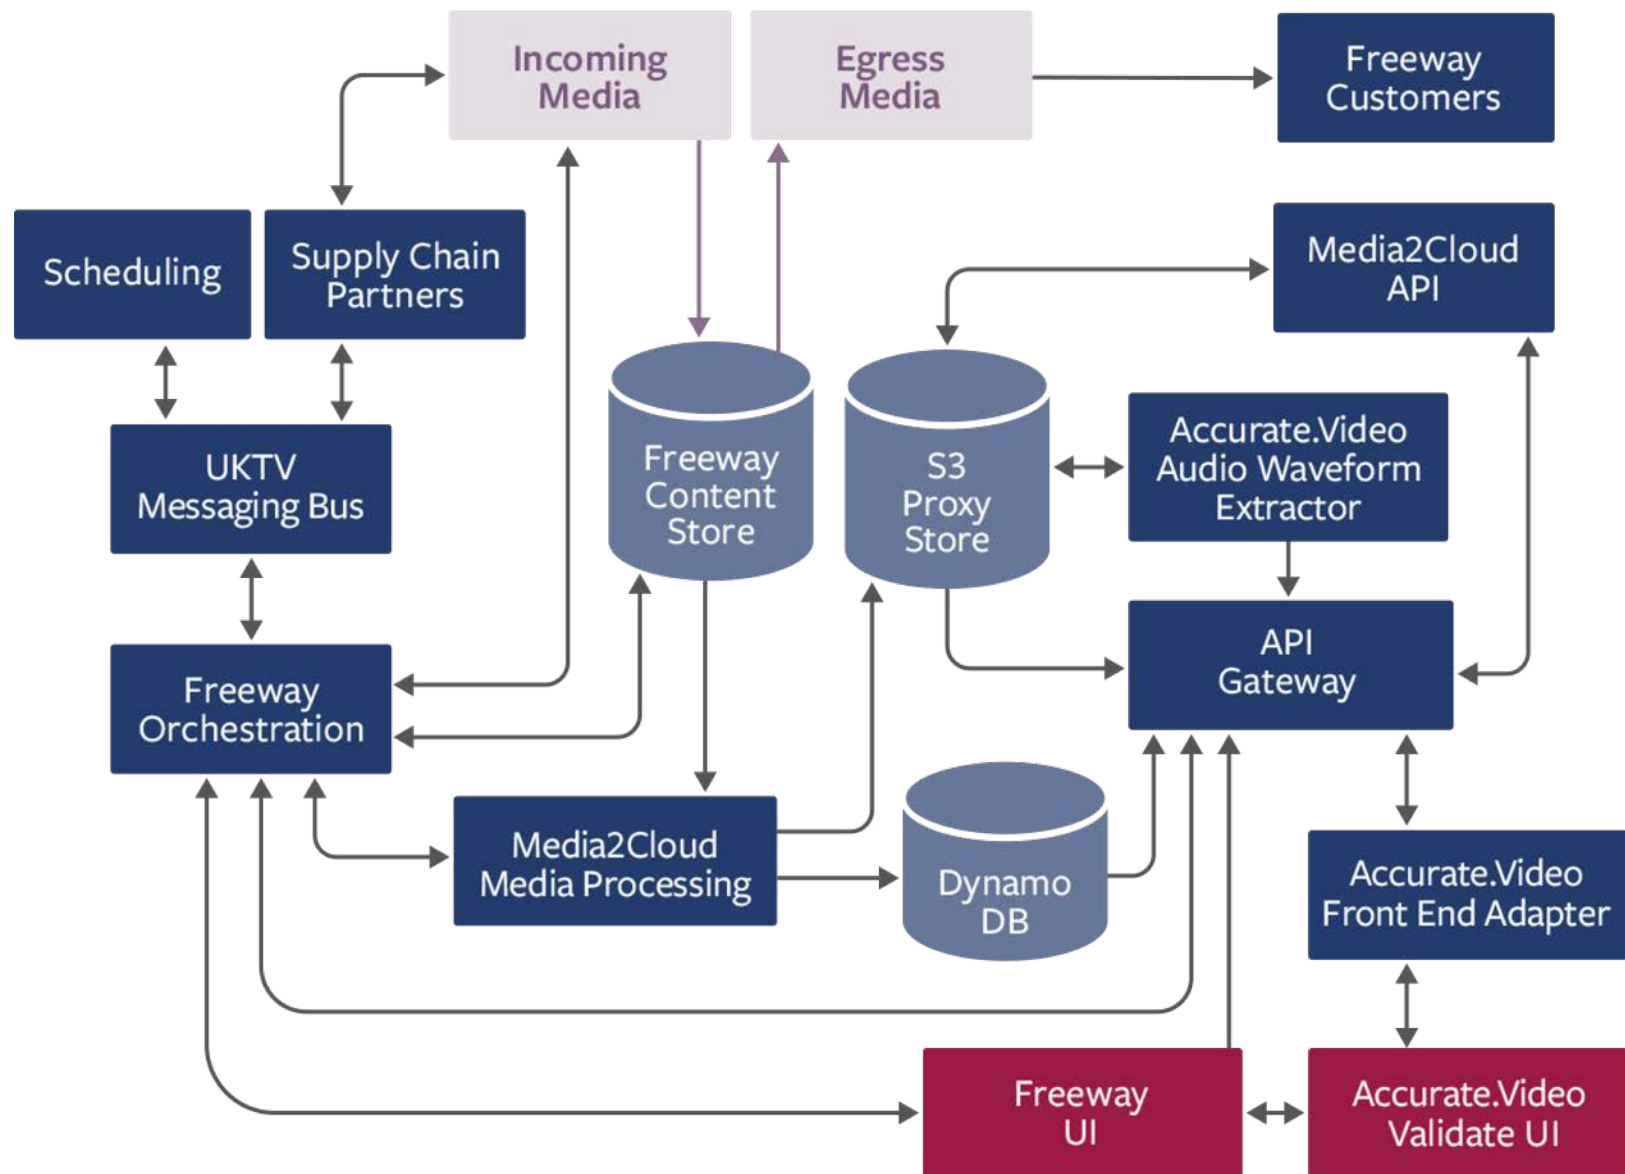 Incoming
Media
Egress
Media
Freeway
Customers
Scheduling
Supply Chain
Partners
Media2Cloud
API
UKTV
Messaging Bus
Freeway
Content
Store
S3
Proxy
Store
Accurate.Video
Audio Waveform
Extractor
Freeway
Orchestration
API
Gateway
Media2Cloud
Media Processing
Dynamo
DB
Accurate.Video
Front End Adapter
Freeway
UI
Accurate.Video
Validate UI